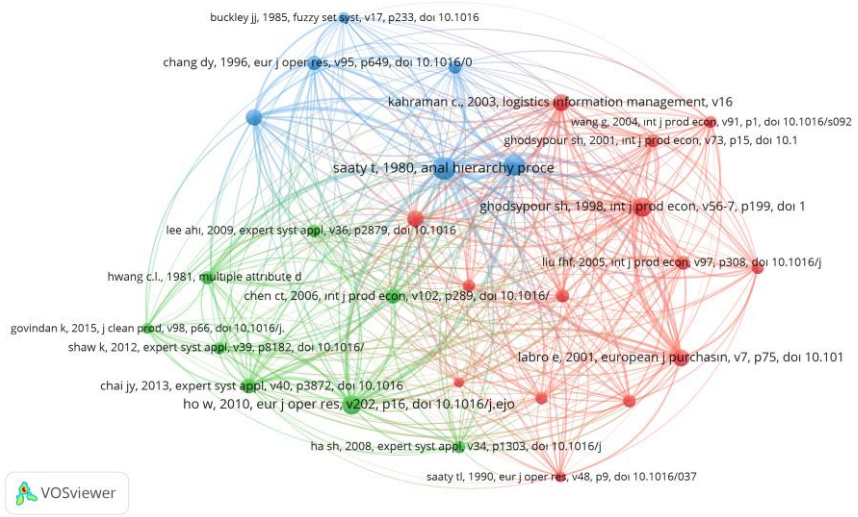 buckley jj, 1985, fuzzy set syst, v17, p233, doi 10.1016
chang dy, 1996, eur j oper res, v95, p649, doi 10.1016/0
kahraman c., 2003, logistics information management, v16
wang g, 2004, int j prod econ, v91, p1, doi 10.1016/s092
ghodsypour sh, 2001, int j prod econ, v73, p15, doi 10.1
saaty t, 1980, anal hierarchy proce
ghodsypour sh, 1998, int j prod econ, v56-7, p199, doi 1
lee ahi, 2009, expert syst appl, v36, p2879, doi 10.1016
liu fhf, 2005, int j prod econ, v97, p308, doi 10.1016/j
hwang c.l., 1981, multiple attribute d
chen ct, 2006, int j prod econ, v102, p289, doi 10.1016/
govindan k, 2015, j clean prod, v98, p66, doi 10.1016/j.
shaw k, 2012, expert syst appl, v39, p8182, doi 10.1016/
labro e, 2001, european j purchasin, v7, p75, doi 10.101
chai jy, 2013, expert syst appl, v40, p3872, doi 10.1016
ho w, 2010, eur j oper res, v202, p16, doi 10.1016/j.ejo
ha sh, 2008, expert syst appl, v34, p1303, doi 10.1016/j
saaty tl, 1990, eur j oper res, v48, p9, doi 10.1016/037
VOSviewer